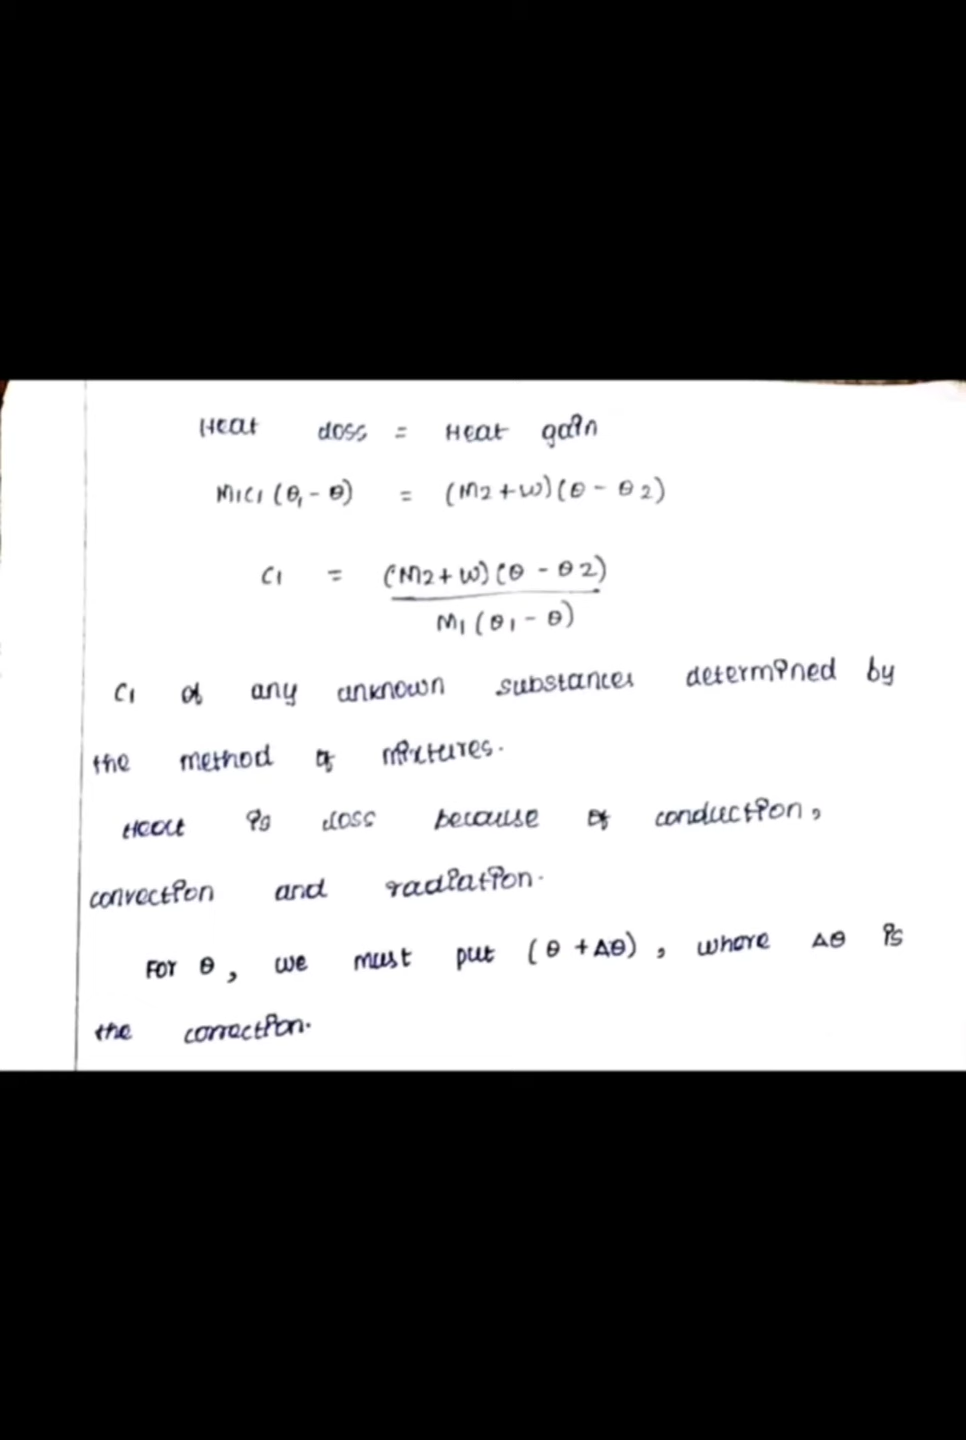 Heat loss = Heat gain
M1C1 (θ1 - θ) = (M2 + W) (θ - θ2)
C1 = (M2 + W) (θ - θ2)
M1 (θ1 - θ)
C1 of any unknown substances determined by
the method of mixtures.
Heat is loss because of conduction,
convection and radiation.
For θ, we must put (θ + Δθ), where Δθ is
the correction.